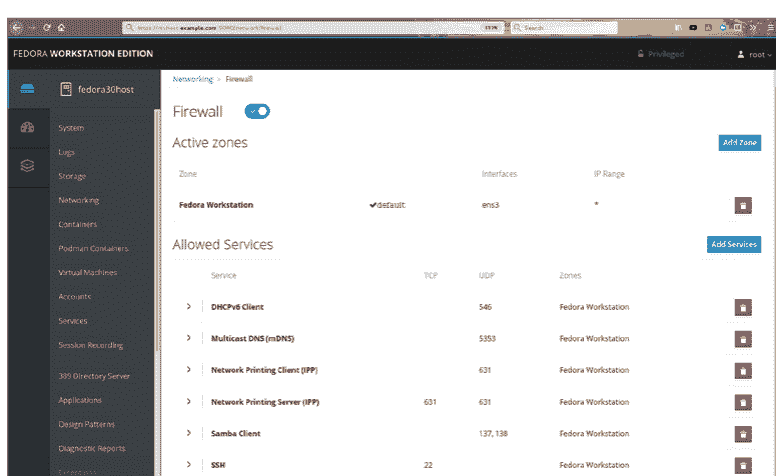 example.com
Search
FEDORA WORKSTATION EDITION
Privileged
root
fedora30host
Networking > Firewall
System
Logs
Storage
Networking
Containers
Podman Containers
Virtual Machines
Accounts
Services
Session Recording
389 Directory Server
Applications
Design Patterns
Diagnostic Reports
Firewall
Active zones
Add Zone
Zone Interfaces IP Range
Fedora Workstation default ens3 *
Allowed Services
Add Services
Service TCP UDP Zones
DHCPv6 Client 546 Fedora Workstation
Multicast DNS (mDNS) 5353 Fedora Workstation
Network Printing Client (IPP) 631 Fedora Workstation
Network Printing Server (IPP) 631 631 Fedora Workstation
Samba Client 137, 138 Fedora Workstation
SSH 22 Fedora Workstation